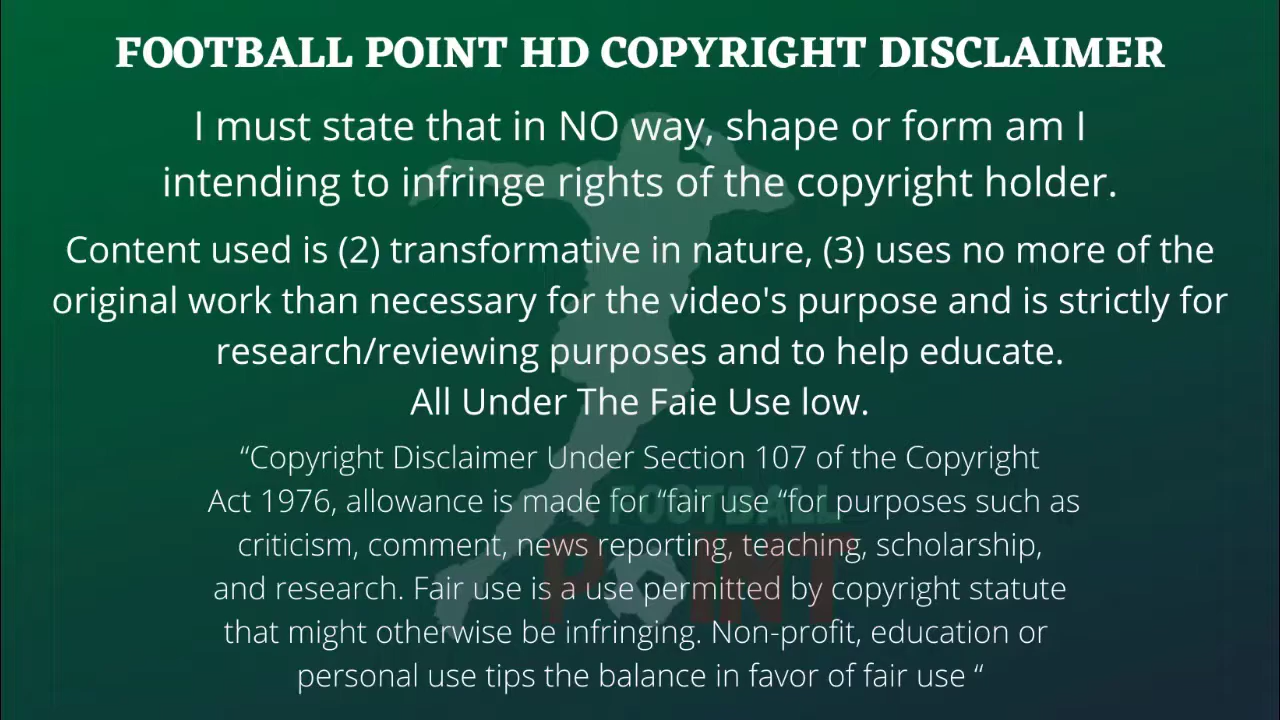 FOOTBALL POINT HD COPYRIGHT DISCLAIMER
I must state that in NO way, shape or form am I
intending to infringe rights of the copyright holder.
Content used is (2) transformative in nature, (3) uses no more of the
original work than necessary for the video's purpose and is strictly for
research/reviewing purposes and to help educate.
All Under The Faie Use low.
“Copyright Disclaimer Under Section 107 of the Copyright
Act 1976, allowance is made for “fair use “for purposes such as
criticism, comment, news reporting, teaching, scholarship,
and research. Fair use is a use permitted by copyright statute
that might otherwise be infringing. Non-profit, education or
personal use tips the balance in favor of fair use “
FOOTBALL
POINT